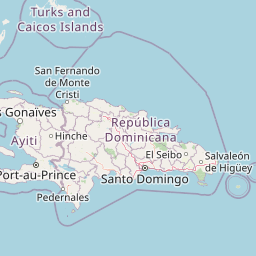 Turks and
Caicos Islands
San Fernando
de Monte
Cristi
s Gonaïves
República
Dominicana
Hinche
Ayiti
El Seibo
Salvaleón
de Higüey
Port-au-Prince
Santo Domingo
Pedernales